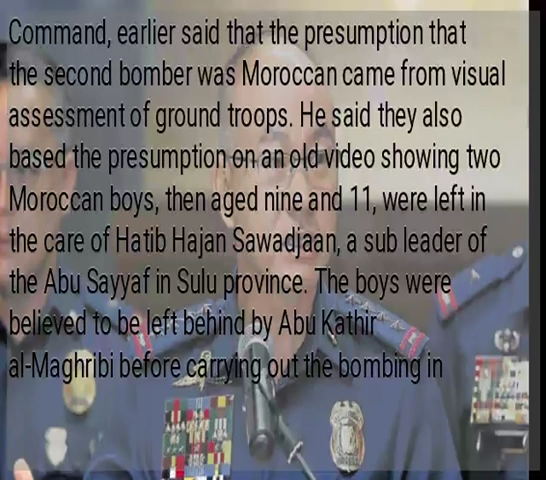 Command, earlier said that the presumption that
the second bomber was Moroccan came from visual
assessment of ground troops. He said they also
based the presumption on an old video showing two
Moroccan boys, then aged nine and 11, were left in
the care of Hatib Hajan Sawadjaan, a sub leader of
the Abu Sayyaf in Sulu province. The boys were
believed to be left behind by Abu Kathir
al-Maghribi before carrying out the bombing in